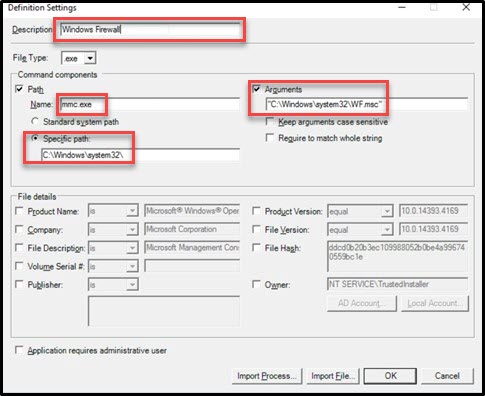 Definition Settings
Description: Windows Firewall
File Type: .exe
Command components
Path
Name: mmc.exe
Standard system path
Specific path:
C:\Windows\system32\
Arguments
"C:\Windows\system32\WF.msc"
Keep arguments case sensitive
Require to match whole string
File details
Product Name: is Microsoft® Windows® Oper
Company: is Microsoft Corporation
File Description: is Microsoft Management Cons
Volume Serial #: is
Publisher: is
Product Version: equal 10.0.14393.4169
File Version: equal 10.0.14393.4169
File Hash: ddcd0b20b3ec109988052b0be4a99674
0559bc1e
Owner: NT SERVICE\TrustedInstaller
AD Account... Local Account...
Application requires administrative user
Import Process... Import File... OK Cancel